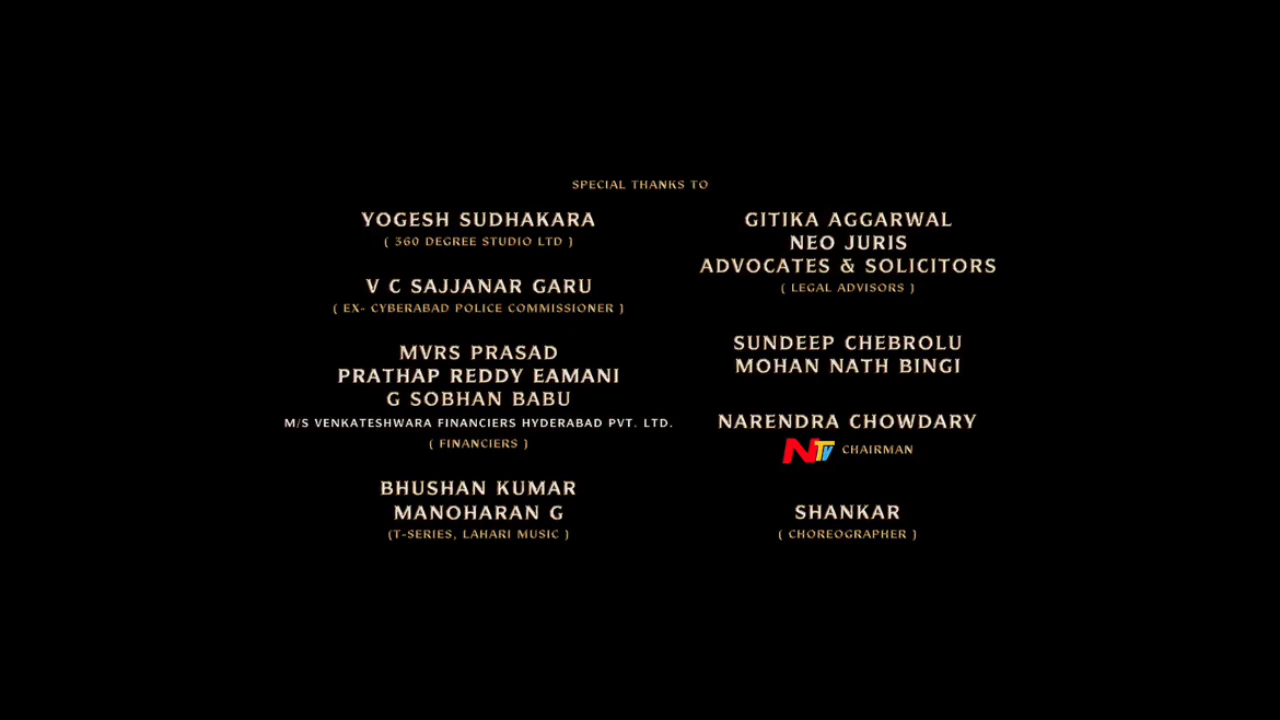 SPECIAL THANKS TO
YOGESH SUDHAKARA
( 360 DEGREE STUDIO LTD )
V C SAJJANAR GARU
( EX- CYBERABAD POLICE COMMISSIONER )
MVRS PRASAD
PRATHAP REDDY EAMANI
G SOBHAN BABU
M/S VENKATESHWARA FINANCIERS HYDERABAD PVT. LTD.
( FINANCIERS )
BHUSHAN KUMAR
MANOHARAN G
(T-SERIES, LAHARI MUSIC )
GITIKA AGGARWAL
NEO JURIS
ADVOCATES & SOLICITORS
( LEGAL ADVISORS )
SUNDEEP CHEBROLU
MOHAN NATH BINGI
NARENDRA CHOWDARY
NTV CHAIRMAN
SHANKAR
( CHOREOGRAPHER )